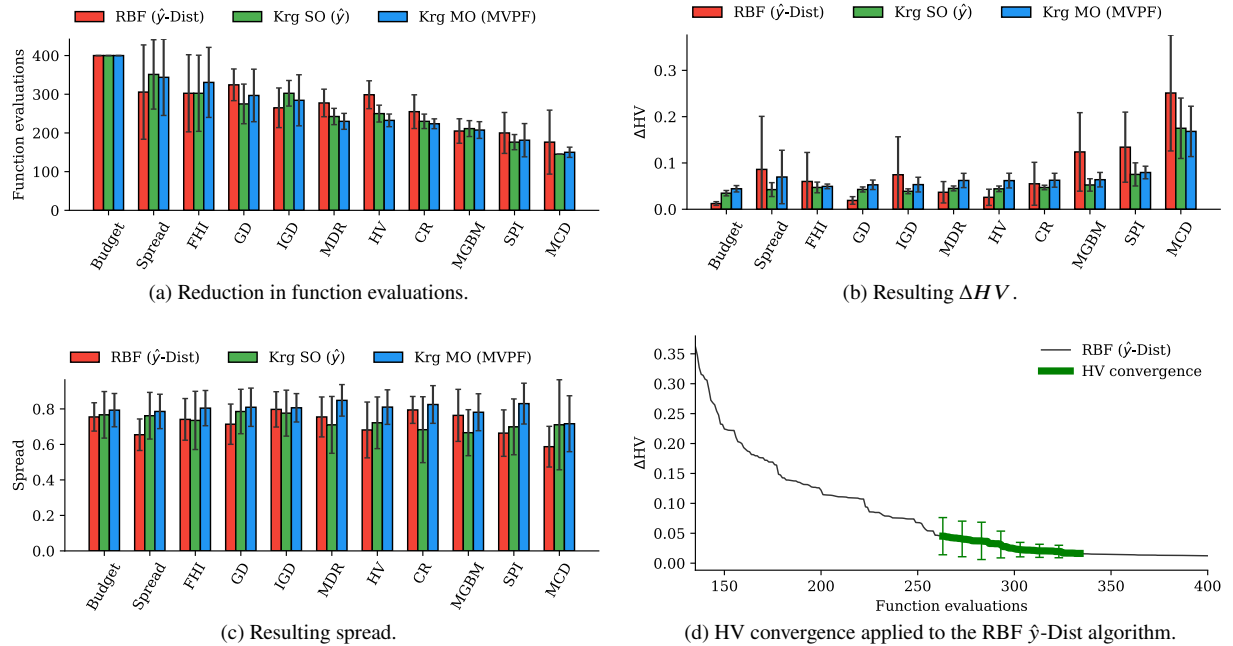 RBF (ŷ-Dist) Krg SO (ŷ) Krg MO (MVPF)
Function evaluations
400
300
200
100
0
Budget Spread FHI GD IGD MDR HV CR MGBM SPI MCD
(a) Reduction in function evaluations.
RBF (ŷ-Dist) Krg SO (ŷ) Krg MO (MVPF)
ΔHV
0.3
0.2
0.1
0.0
Budget Spread FHI GD IGD MDR HV CR MGBM SPI MCD
(b) Resulting ΔHV.
RBF (ŷ-Dist) Krg SO (ŷ) Krg MO (MVPF)
Spread
0.8
0.6
0.4
0.2
0.0
Budget Spread FHI GD IGD MDR HV CR MGBM SPI MCD
(c) Resulting spread.
RBF (ŷ-Dist)
HV convergence
ΔHV
0.35
0.30
0.25
0.20
0.15
0.10
0.05
0.00
150 200 250 300 350 400
Function evaluations
(d) HV convergence applied to the RBF ŷ-Dist algorithm.